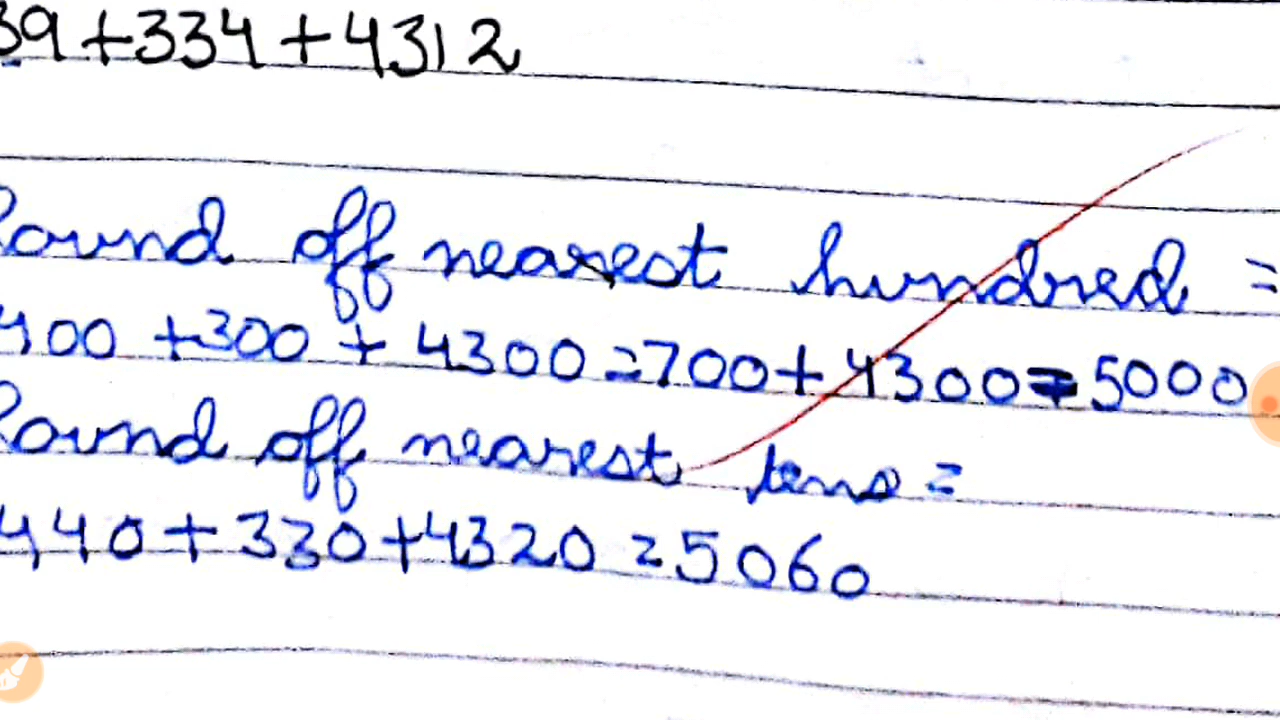 39+334+4312
Round off nearest hundred =
400 +300 + 4300=700+4300=5000
Round off nearest tens=
440+330+4320=5060